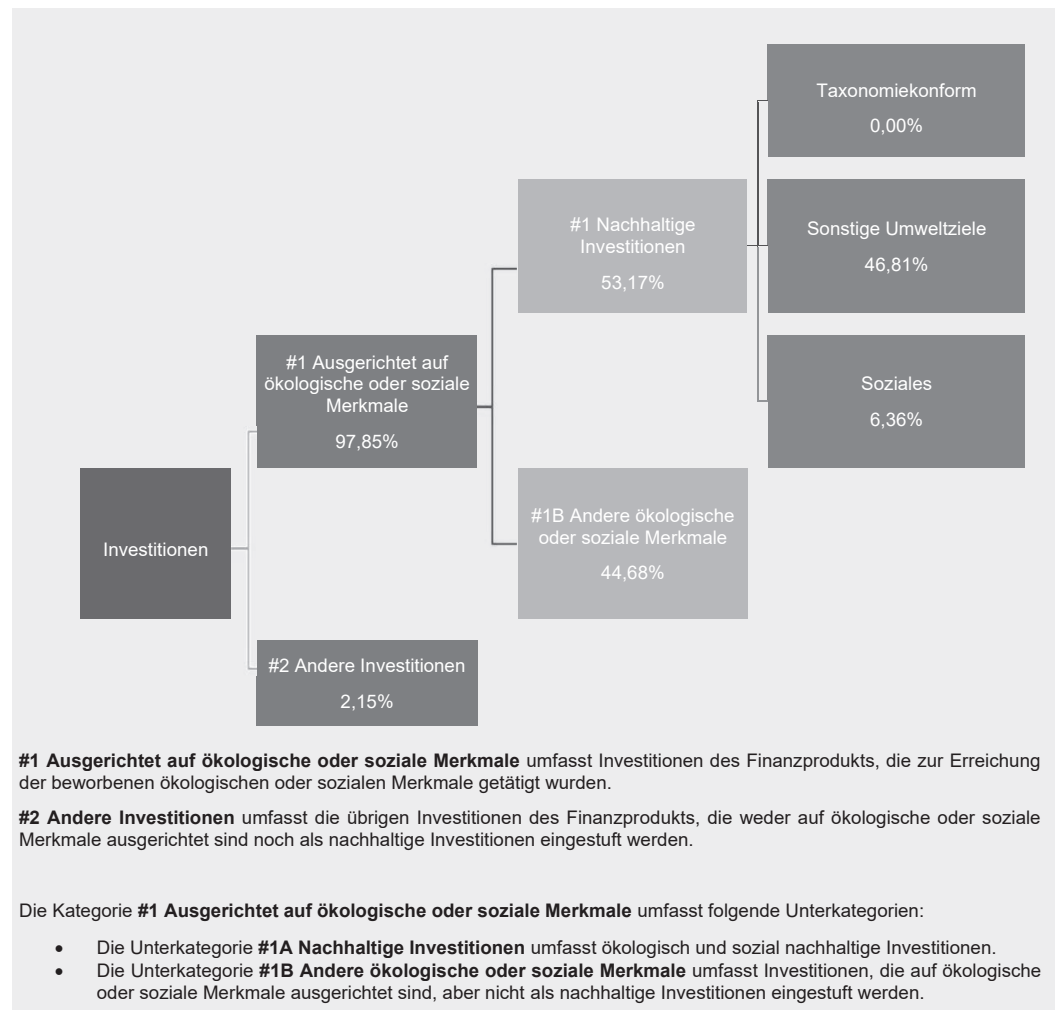 Taxonomiekonform
0,00%
#1 Nachhaltige
Investitionen
53,17%
Sonstige Umweltziele
46,81%
#1 Ausgerichtet auf
ökologische oder soziale
Merkmale
97,85%
Soziales
6,36%
Investitionen
#1B Andere ökologische
oder soziale Merkmale
44,68%
#2 Andere Investitionen
2,15%
#1 Ausgerichtet auf ökologische oder soziale Merkmale umfasst Investitionen des Finanzprodukts, die zur Erreichung
der beworbenen ökologischen oder sozialen Merkmale getätigt wurden.
#2 Andere Investitionen umfasst die übrigen Investitionen des Finanzprodukts, die weder auf ökologische oder soziale
Merkmale ausgerichtet sind noch als nachhaltige Investitionen eingestuft werden.
Die Kategorie #1 Ausgerichtet auf ökologische oder soziale Merkmale umfasst folgende Unterkategorien:
• Die Unterkategorie #1A Nachhaltige Investitionen umfasst ökologisch und sozial nachhaltige Investitionen.
• Die Unterkategorie #1B Andere ökologische oder soziale Merkmale umfasst Investitionen, die auf ökologische
oder soziale Merkmale ausgerichtet sind, aber nicht als nachhaltige Investitionen eingestuft werden.